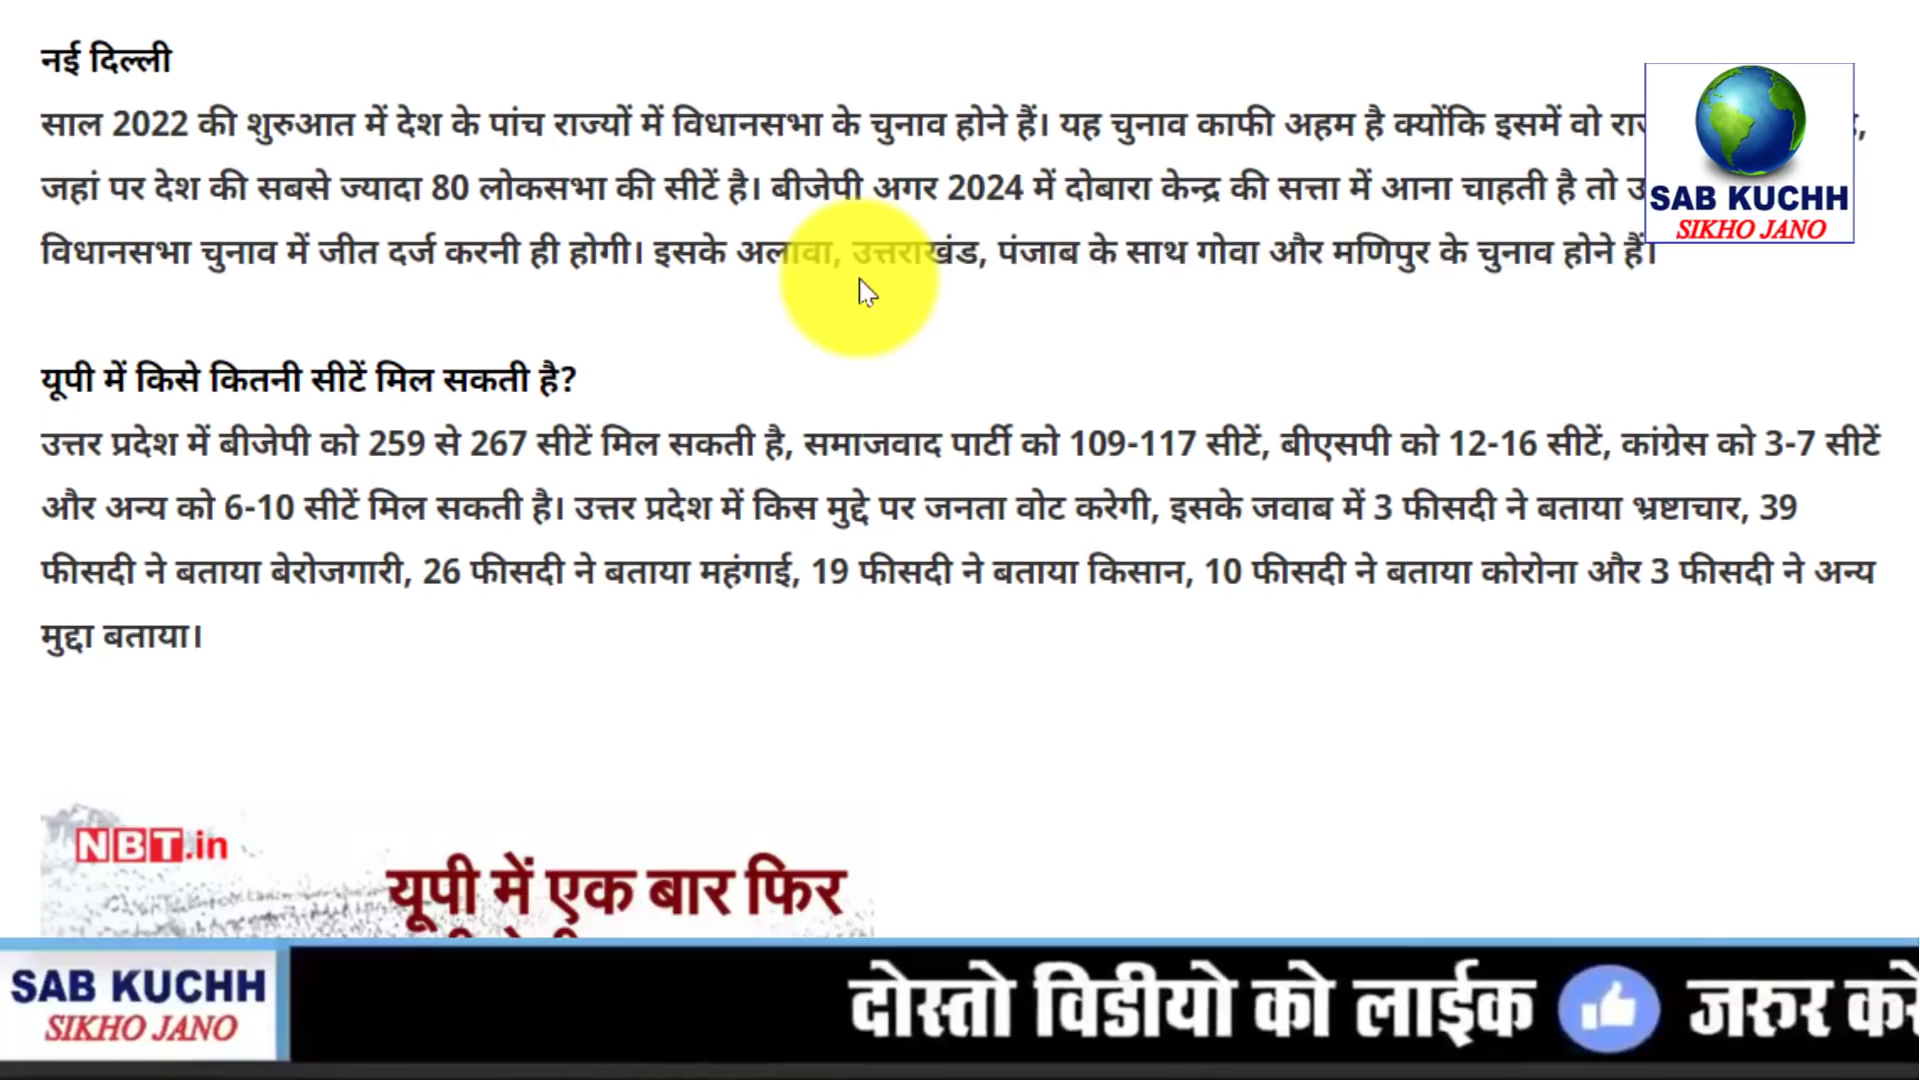 नई दिल्ली
साल 2022 की शुरुआत में देश के पांच राज्यों में विधानसभा के चुनाव होने हैं। यह चुनाव काफी अहम है क्योंकि इसमें वो
जहां पर देश की सबसे ज्यादा 80 लोकसभा की सीटें है। बीजेपी अगर 2024 में दोबारा केन्द्र की सत्ता में आना चाहती है तो
विधानसभा चुनाव में जीत दर्ज करनी ही होगी। इसके अलावा, उत्तराखंड, पंजाब के साथ गोवा और मणिपुर के चुनाव होने हैं।
SAB KUCHH
SIKHO JANO
यूपी में किसे कितनी सीटें मिल सकती है?
उत्तर प्रदेश में बीजेपी को 259 से 267 सीटें मिल सकती है, समाजवाद पार्टी को 109-117 सीटें, बीएसपी को 12-16 सीटें, कांग्रेस को 3-7 सीटें
और अन्य को 6-10 सीटें मिल सकती है। उत्तर प्रदेश में किस मुद्दे पर जनता वोट करेगी, इसके जवाब में 3 फीसदी ने बताया भ्रष्टाचार, 39
फीसदी ने बताया बेरोजगारी, 26 फीसदी ने बताया महंगाई, 19 फीसदी ने बताया किसान, 10 फीसदी ने बताया कोरोना और 3 फीसदी ने अन्य
मुद्दा बताया।
NBT.in
यूपी में एक बार फिर
SAB KUCHH
SIKHO JANO
दोस्तो विडीयो को लाईक जरुर करे